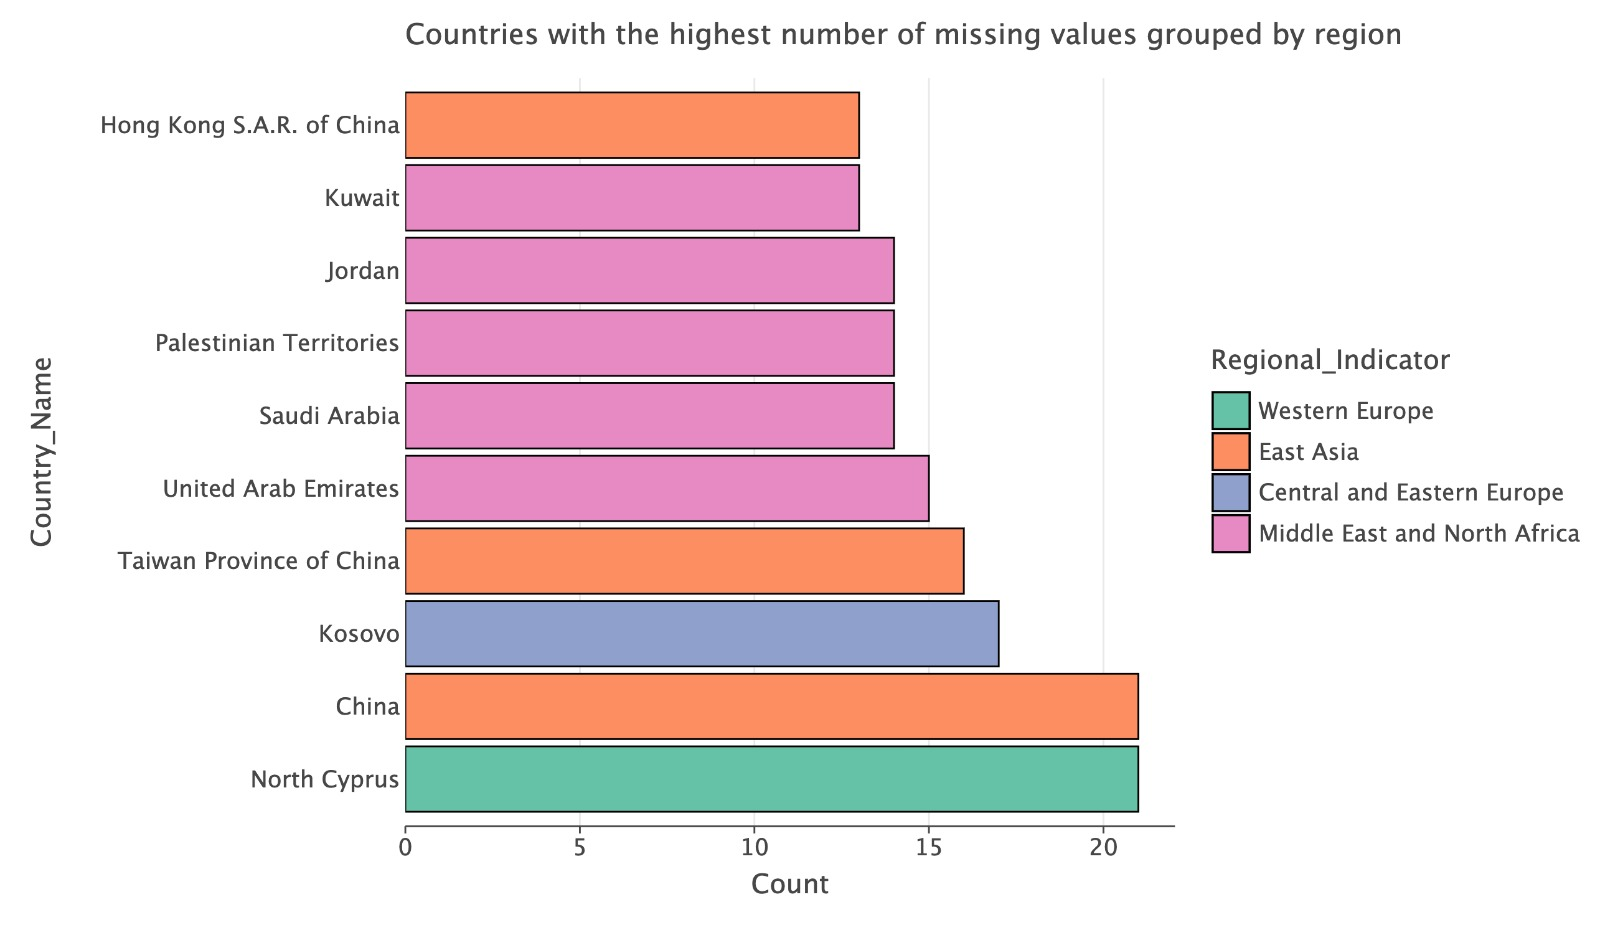 Countries with the highest number of missing values grouped by region
Hong Kong S.A.R. of China
Kuwait
Jordan
Palestinian Territories
Saudi Arabia
United Arab Emirates
Taiwan Province of China
Kosovo
China
North Cyprus
Country_Name
0 5 10 15 20
Count
Regional_Indicator
Western Europe
East Asia
Central and Eastern Europe
Middle East and North Africa